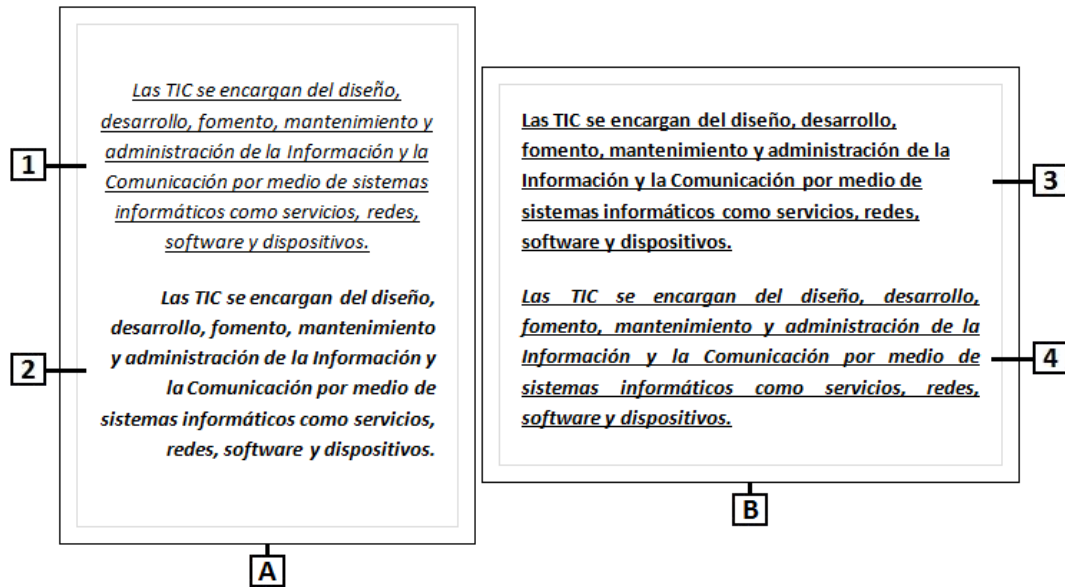 Las TIC se encargan del diseño,
desarrollo, fomento, mantenimiento y
administración de la Información y la
Comunicación por medio de sistemas
informáticos como servicios, redes,
software y dispositivos.
1
Las TIC se encargan del diseño,
desarrollo, fomento, mantenimiento
y administración de la Información y
la Comunicación por medio de
sistemas informáticos como servicios,
redes, software y dispositivos.
2
A
Las TIC se encargan del diseño, desarrollo,
fomento, mantenimiento y administración de la
Información y la Comunicación por medio de
sistemas informáticos como servicios, redes,
software y dispositivos.
3
Las TIC se encargan del diseño, desarrollo,
fomento, mantenimiento y administración de la
Información y la Comunicación por medio de
sistemas informáticos como servicios, redes,
software y dispositivos.
4
B